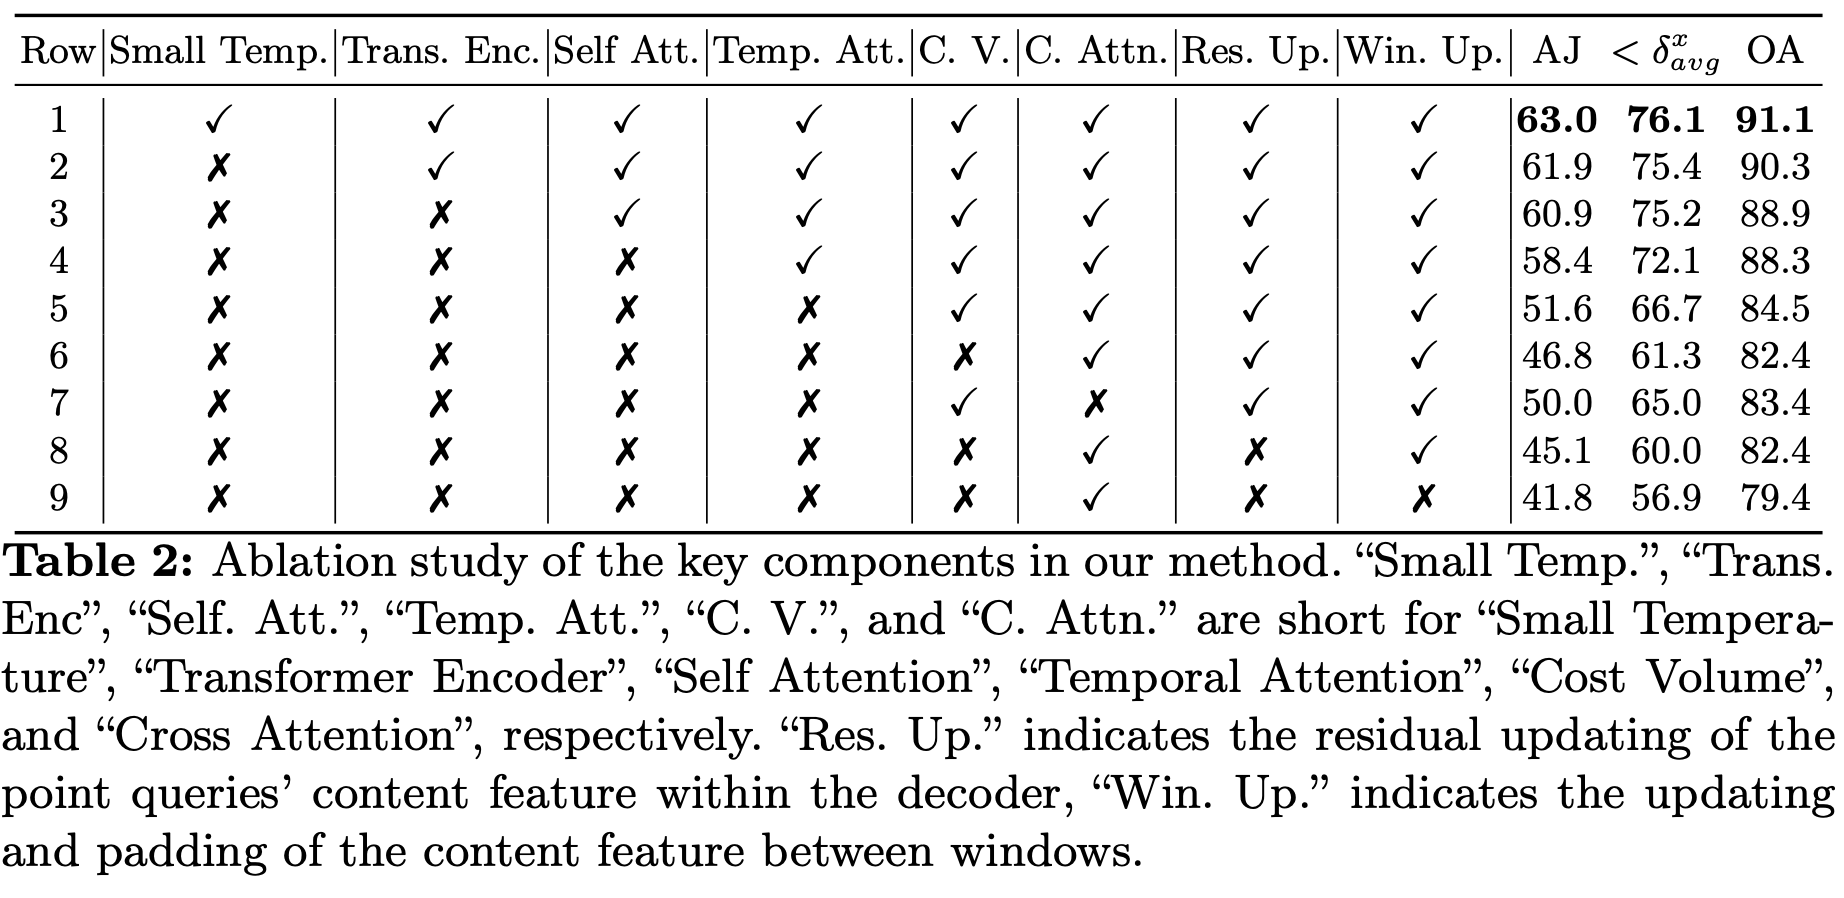 Row Small Temp. Trans. Enc. Self Att. Temp. Att. C. V. C. Attn. Res. Up. Win. Up. AJ < δ^x_avg OA
1 ✓ ✓ ✓ ✓ ✓ ✓ ✓ ✓ 63.0 76.1 91.1
2 ✗ ✓ ✓ ✓ ✓ ✓ ✓ ✓ 61.9 75.4 90.3
3 ✗ ✗ ✓ ✓ ✓ ✓ ✓ ✓ 60.9 75.2 88.9
4 ✗ ✗ ✗ ✓ ✓ ✓ ✓ ✓ 58.4 72.1 88.3
5 ✗ ✗ ✗ ✗ ✓ ✓ ✓ ✓ 51.6 66.7 84.5
6 ✗ ✗ ✗ ✗ ✗ ✓ ✓ ✓ 46.8 61.3 82.4
7 ✗ ✗ ✗ ✗ ✓ ✗ ✓ ✓ 50.0 65.0 83.4
8 ✗ ✗ ✗ ✗ ✗ ✓ ✗ ✓ 45.1 60.0 82.4
9 ✗ ✗ ✗ ✗ ✗ ✓ ✗ ✗ 41.8 56.9 79.4
Table 2: Ablation study of the key components in our method. “Small Temp.”, “Trans.
Enc”, “Self. Att.”, “Temp. Att.”, “C. V.”, and “C. Attn.” are short for “Small Tempera-
ture”, “Transformer Encoder”, “Self Attention”, “Temporal Attention”, “Cost Volume”,
and “Cross Attention”, respectively. “Res. Up.” indicates the residual updating of the
point queries’ content feature within the decoder, “Win. Up.” indicates the updating
and padding of the content feature between windows.